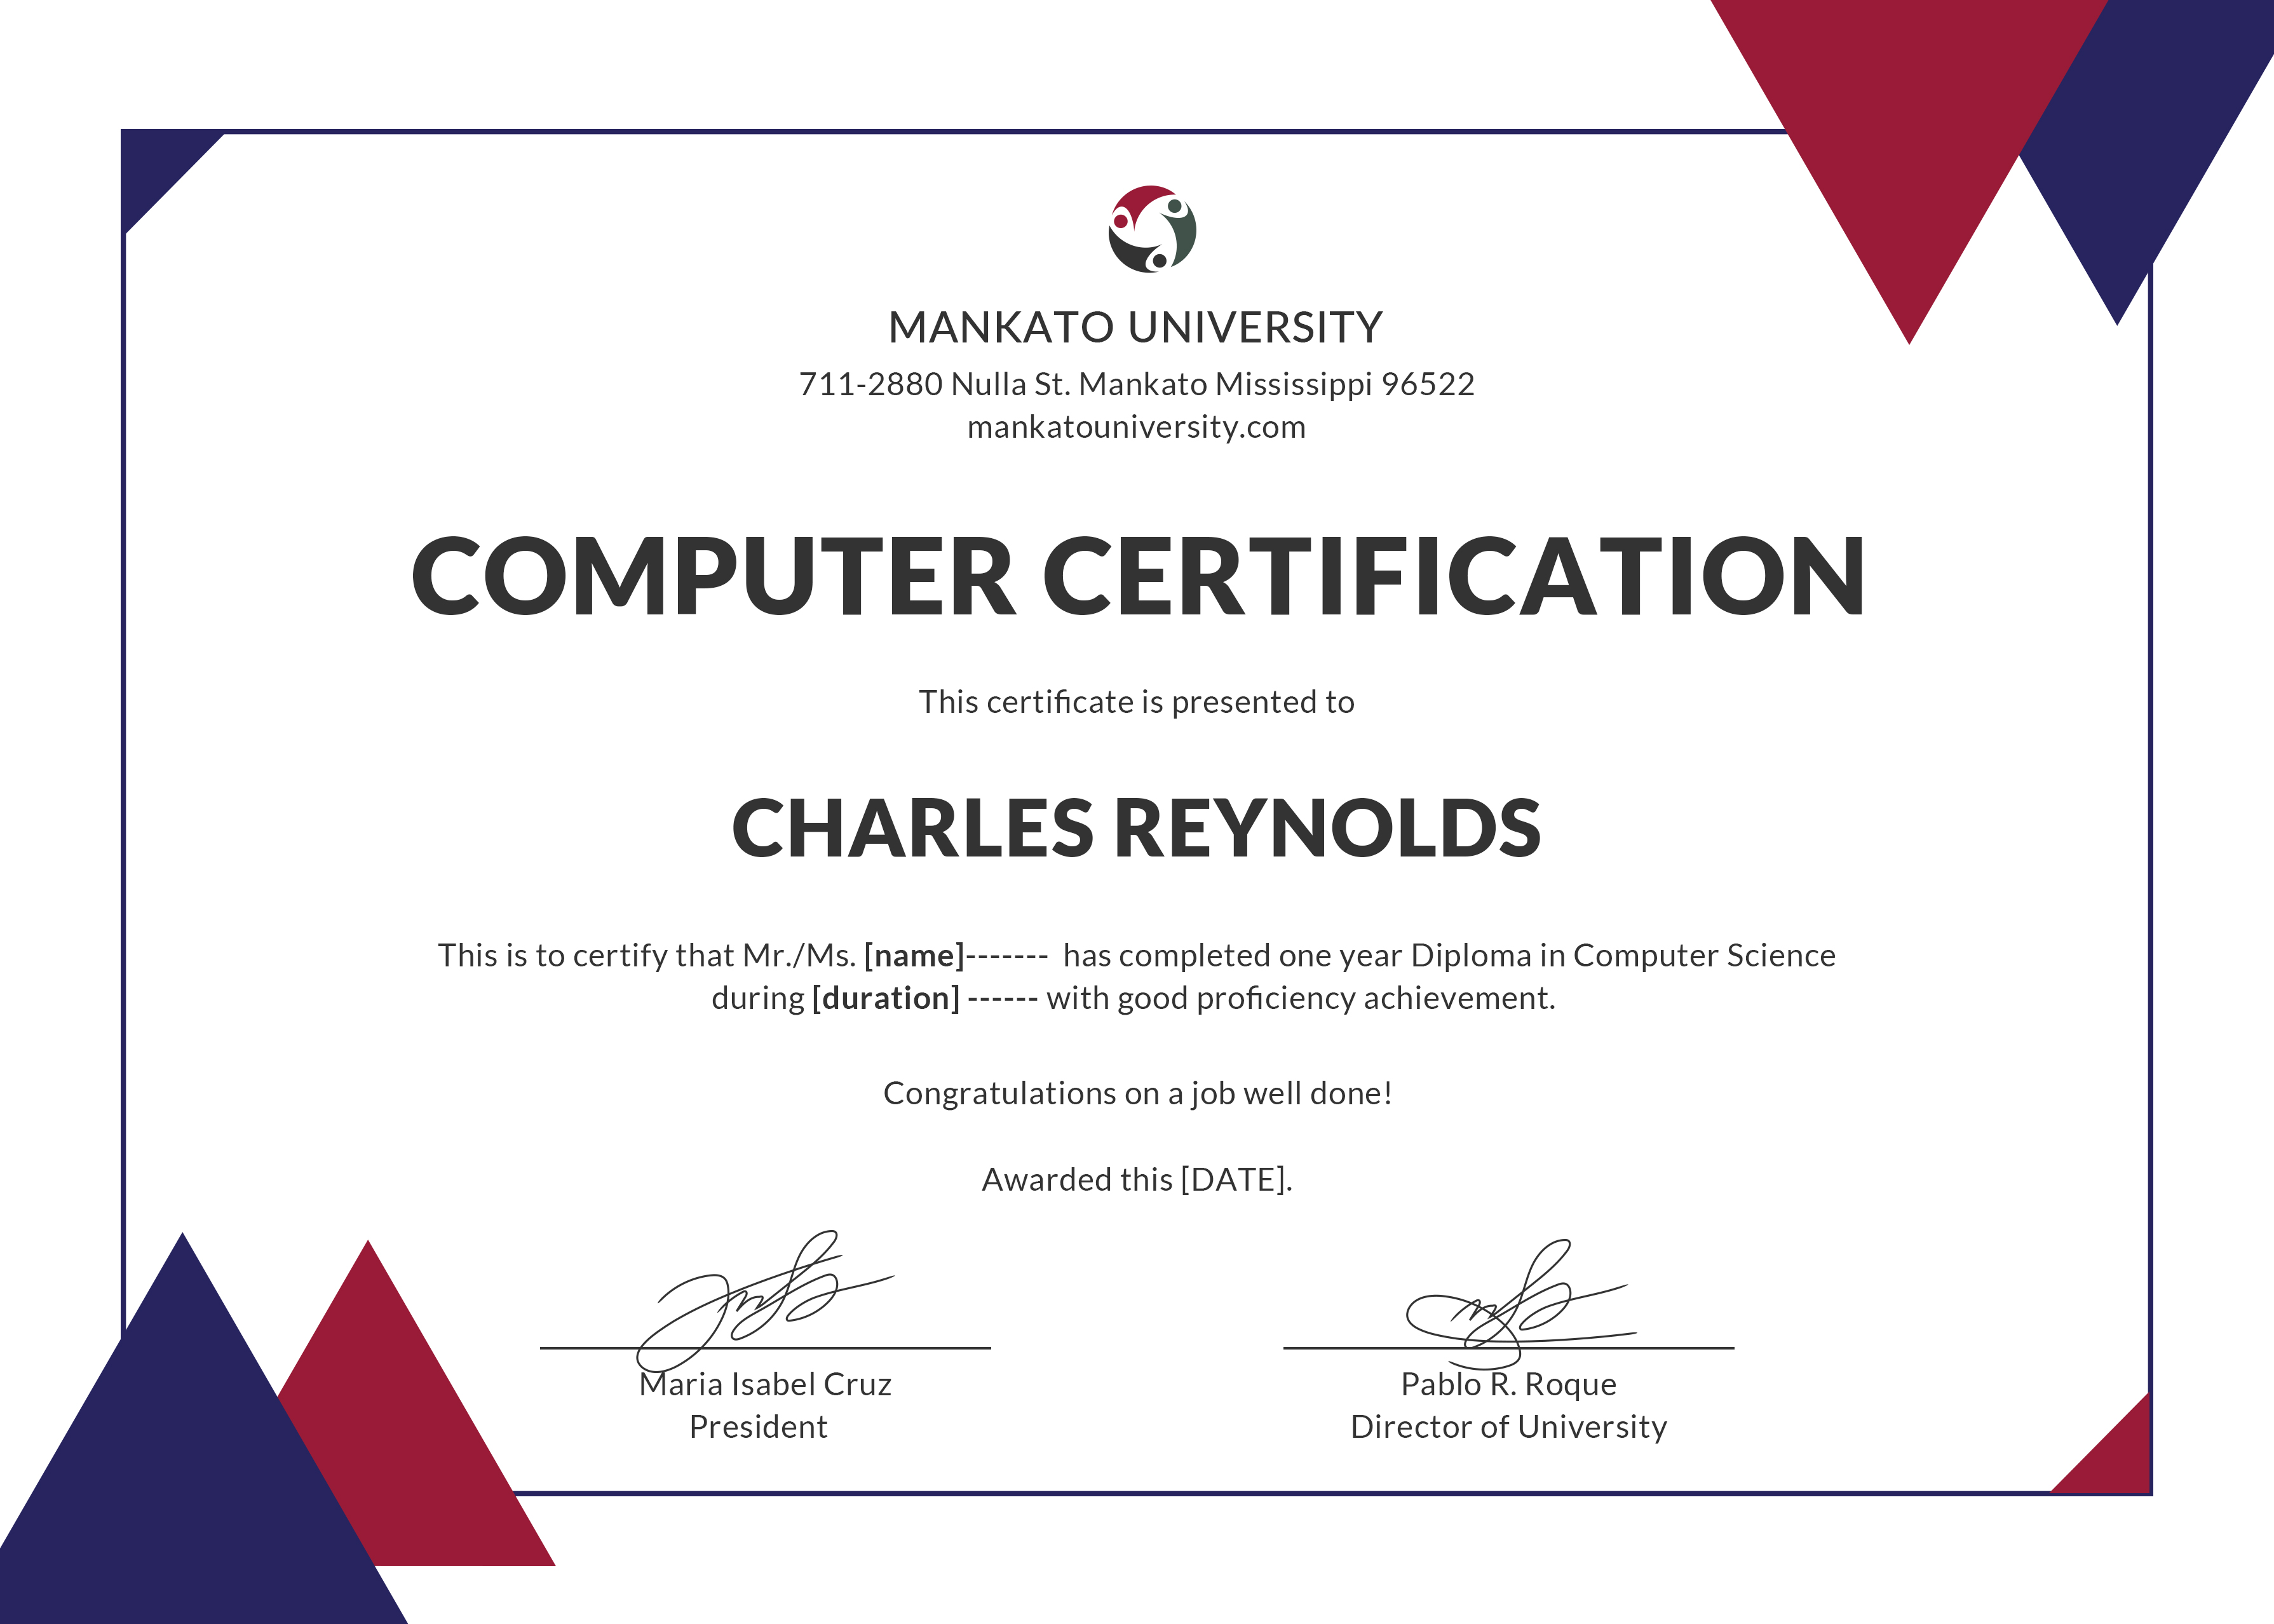 MANKATO UNIVERSITY
711-2880 Nulla St. Mankato Mississippi 96522
mankatouniversity.com
COMPUTER CERTIFICATION
This certificate is presented to
CHARLES REYNOLDS
This is to certify that Mr./Ms. [name]------- has completed one year Diploma in Computer Science
during [duration] ------ with good proficiency achievement.
Congratulations on a job well done!
Awarded this [DATE].
Maria Isabel Cruz
President
Pablo R. Roque
Director of University